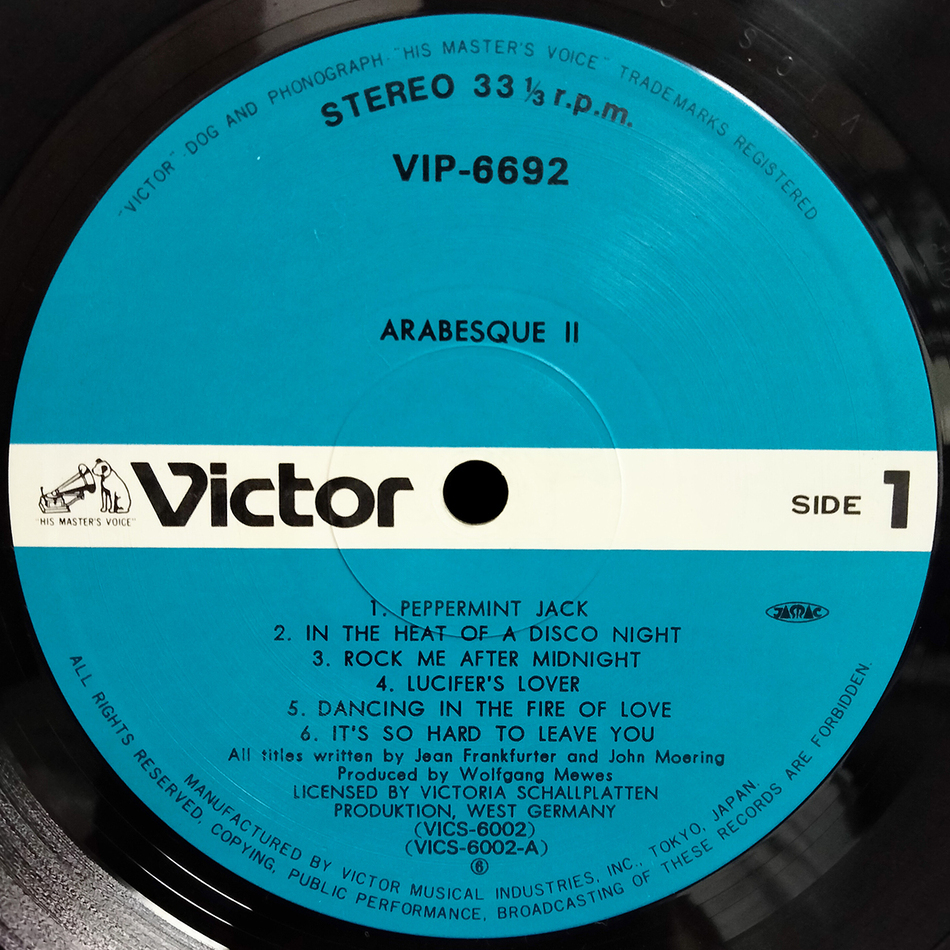 "VICTOR" · DOG AND PHONOGRAPH · "HIS MASTER'S VOICE" TRADEMARKS REGISTERED
STEREO 33 ⅓ r.p.m.
VIP-6692
ARABESQUE II
"HIS MASTER'S VOICE"
Victor
SIDE 1
1. PEPPERMINT JACK
JASRAC
2. IN THE HEAT OF A DISCO NIGHT
3. ROCK ME AFTER MIDNIGHT
4. LUCIFER'S LOVER
5. DANCING IN THE FIRE OF LOVE
6. IT'S SO HARD TO LEAVE YOU
All titles written by Jean Frankfurter and John Moering
Produced by Wolfgang Mewes
LICENSED BY VICTORIA SCHALLPLATTEN
PRODUKTION, WEST GERMANY
(VICS-6002)
(VICS-6002-A)
⑥
MANUFACTURED BY VICTOR MUSICAL INDUSTRIES, INC., TOKYO, JAPAN.
ALL RIGHTS RESERVED, COPYING, PUBLIC PERFORMANCE, BROADCASTING OF THESE RECORDS ARE FORBIDDEN.